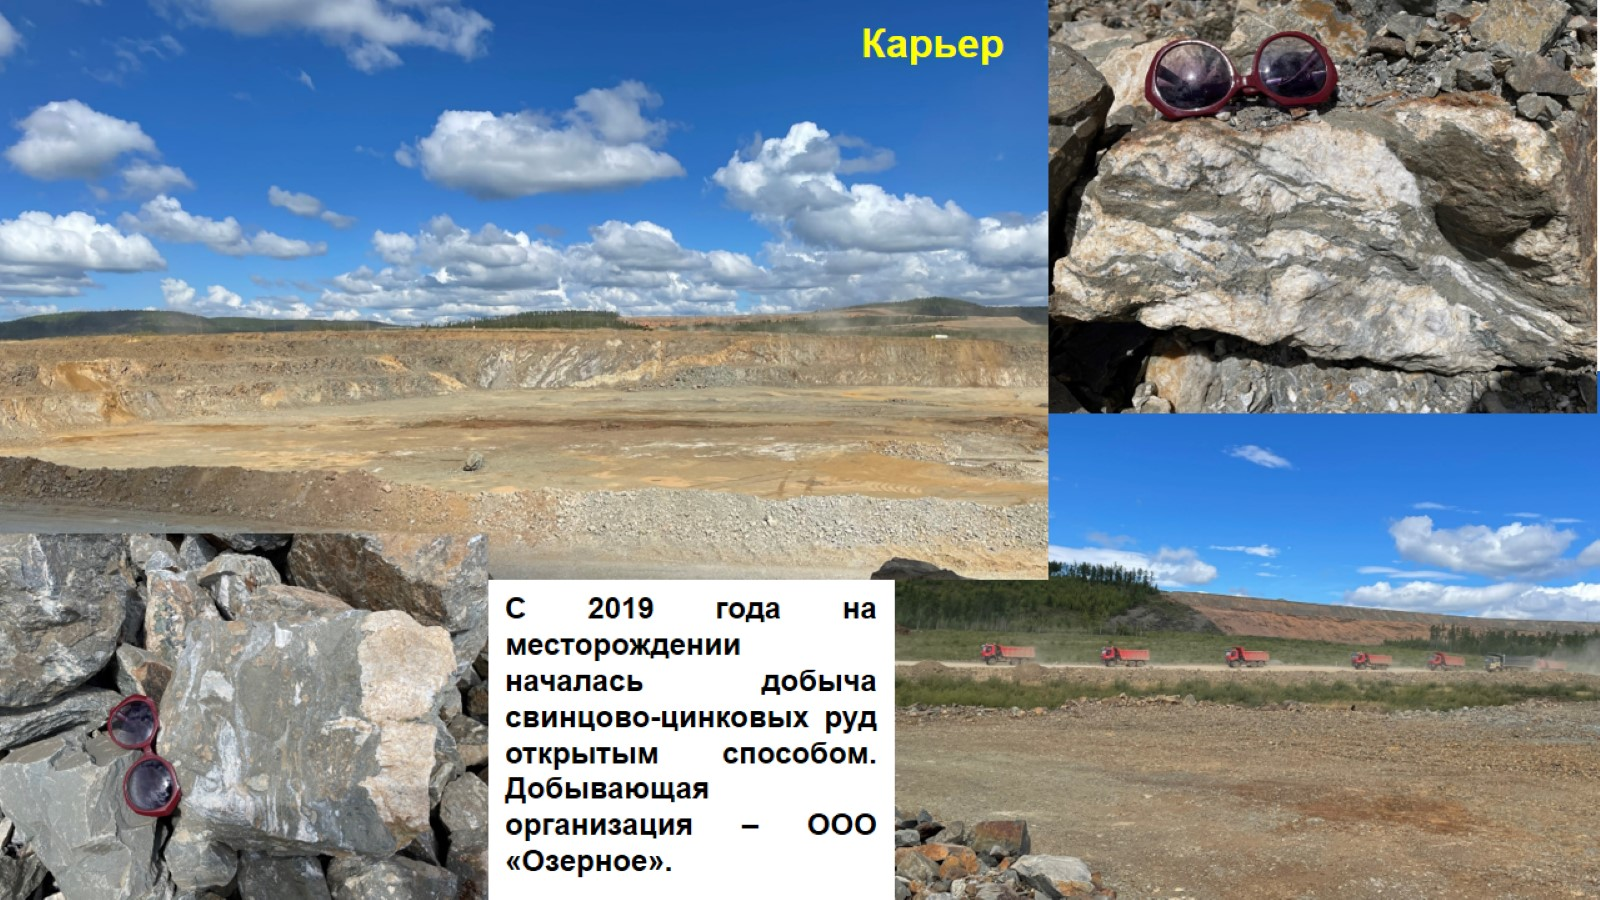 Карьер
С 2019 года на
месторождении
началась добыча
свинцово-цинковых руд
открытым способом.
Добывающая
организация – ООО
«Озерное».